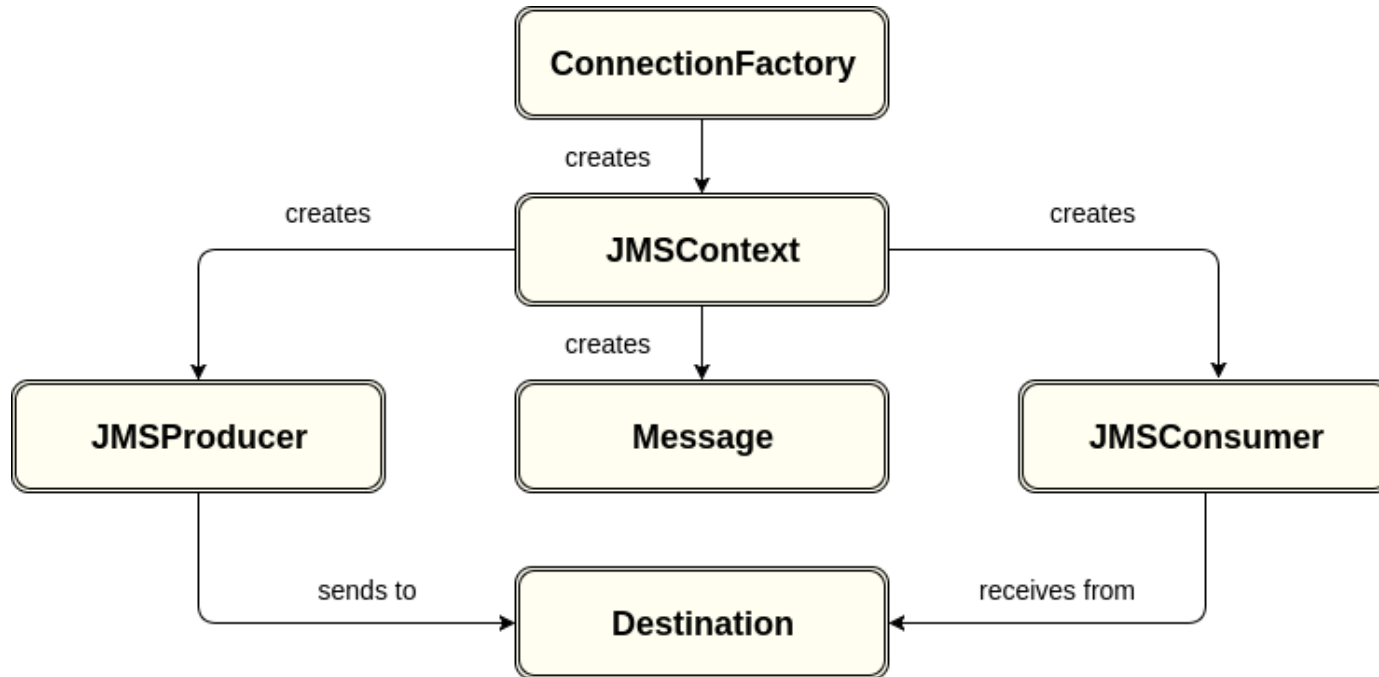 ConnectionFactory
creates
creates
creates
JMSContext
creates
JMSProducer
Message
JMSConsumer
sends to
receives from
Destination